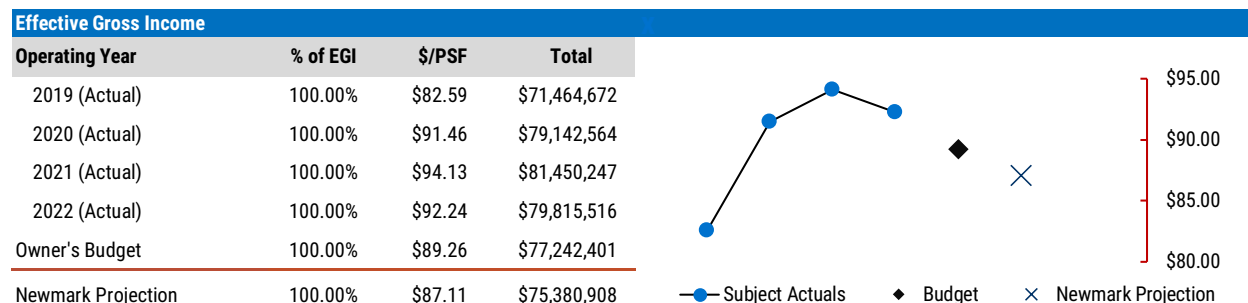 Effective Gross Income
Operating Year % of EGI $/PSF Total
2019 (Actual) 100.00% $82.59 $71,464,672
2020 (Actual) 100.00% $91.46 $79,142,564
2021 (Actual) 100.00% $94.13 $81,450,247
2022 (Actual) 100.00% $92.24 $79,815,516
Owner's Budget 100.00% $89.26 $77,242,401
Newmark Projection 100.00% $87.11 $75,380,908
$95.00
$90.00
$85.00
$80.00
Subject Actuals Budget Newmark Projection